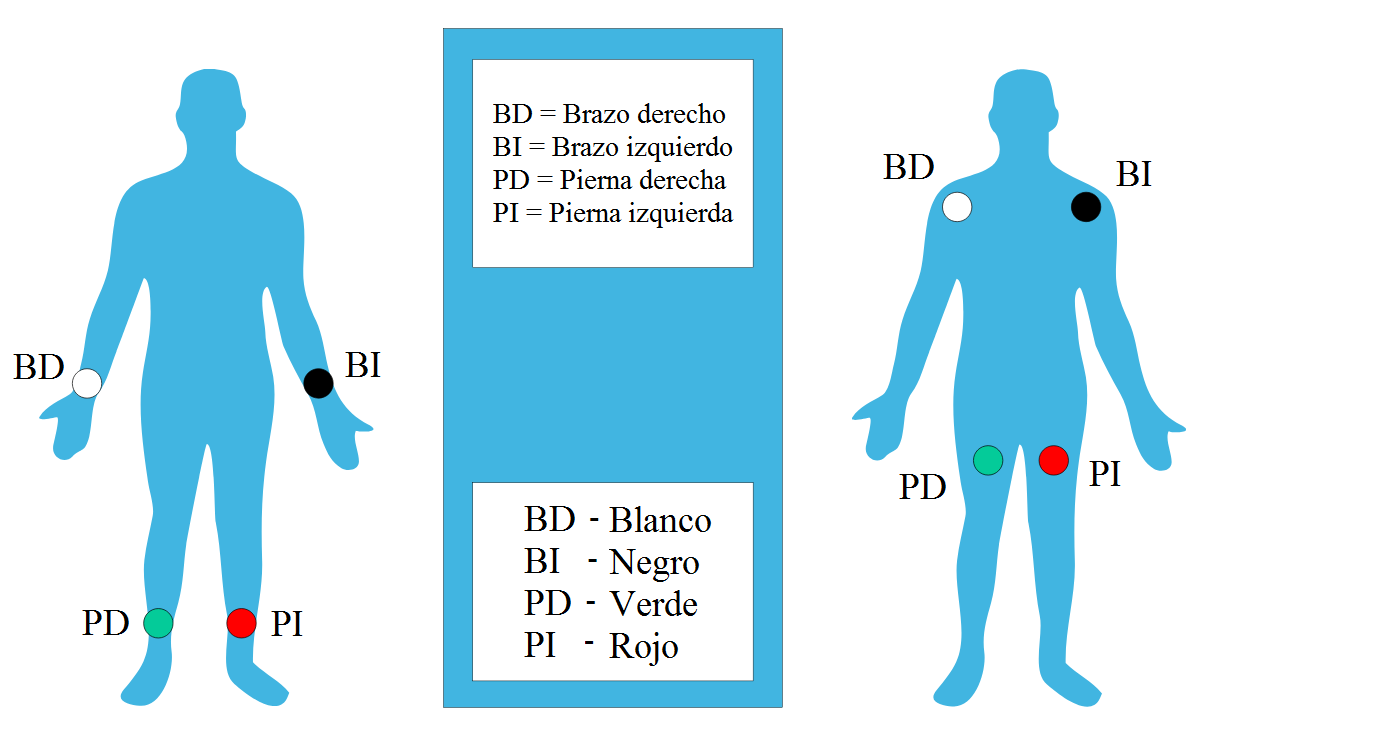 BD
BI
PD
PI
BD = Brazo derecho
BI = Brazo izquierdo
PD = Pierna derecha
PI = Pierna izquierda
BD - Blanco
BI - Negro
PD - Verde
PI - Rojo
BD
BI
PD
PI